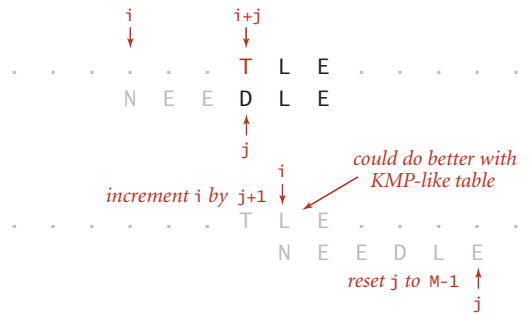 i i+j
. . . . . . T L E . . . . .
N E E D L E
j
i
could do better with
KMP-like table
increment i by j+1
. . . . . . T L E . . . . .
N E E D L E
reset j to M-1
j